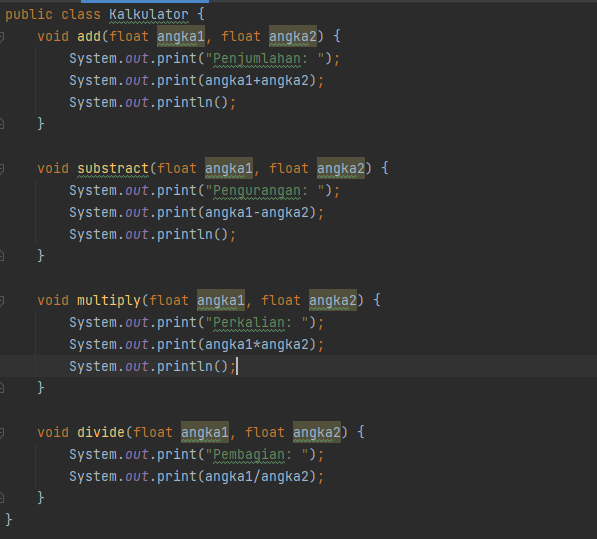 public class Kalkulator {
    void add(float angka1, float angka2) {
        System.out.print("Penjumlahan: ");
        System.out.print(angka1+angka2);
        System.out.println();
    }

    void substract(float angka1, float angka2) {
        System.out.print("Pengurangan: ");
        System.out.print(angka1-angka2);
        System.out.println();
    }

    void multiply(float angka1, float angka2) {
        System.out.print("Perkalian: ");
        System.out.print(angka1*angka2);
        System.out.println();
    }

    void divide(float angka1, float angka2) {
        System.out.print("Pembagian: ");
        System.out.print(angka1/angka2);
    }
}